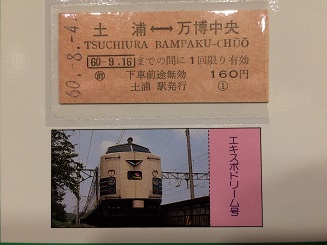 土浦⟷万博中央
TSUCHIURA BAMPAKU-CHŪŌ
60-9.16までの間に1回限り有効
下車前途無効 160円
土浦駅発行 ①
60.-8.-4
エキスポドリーム号